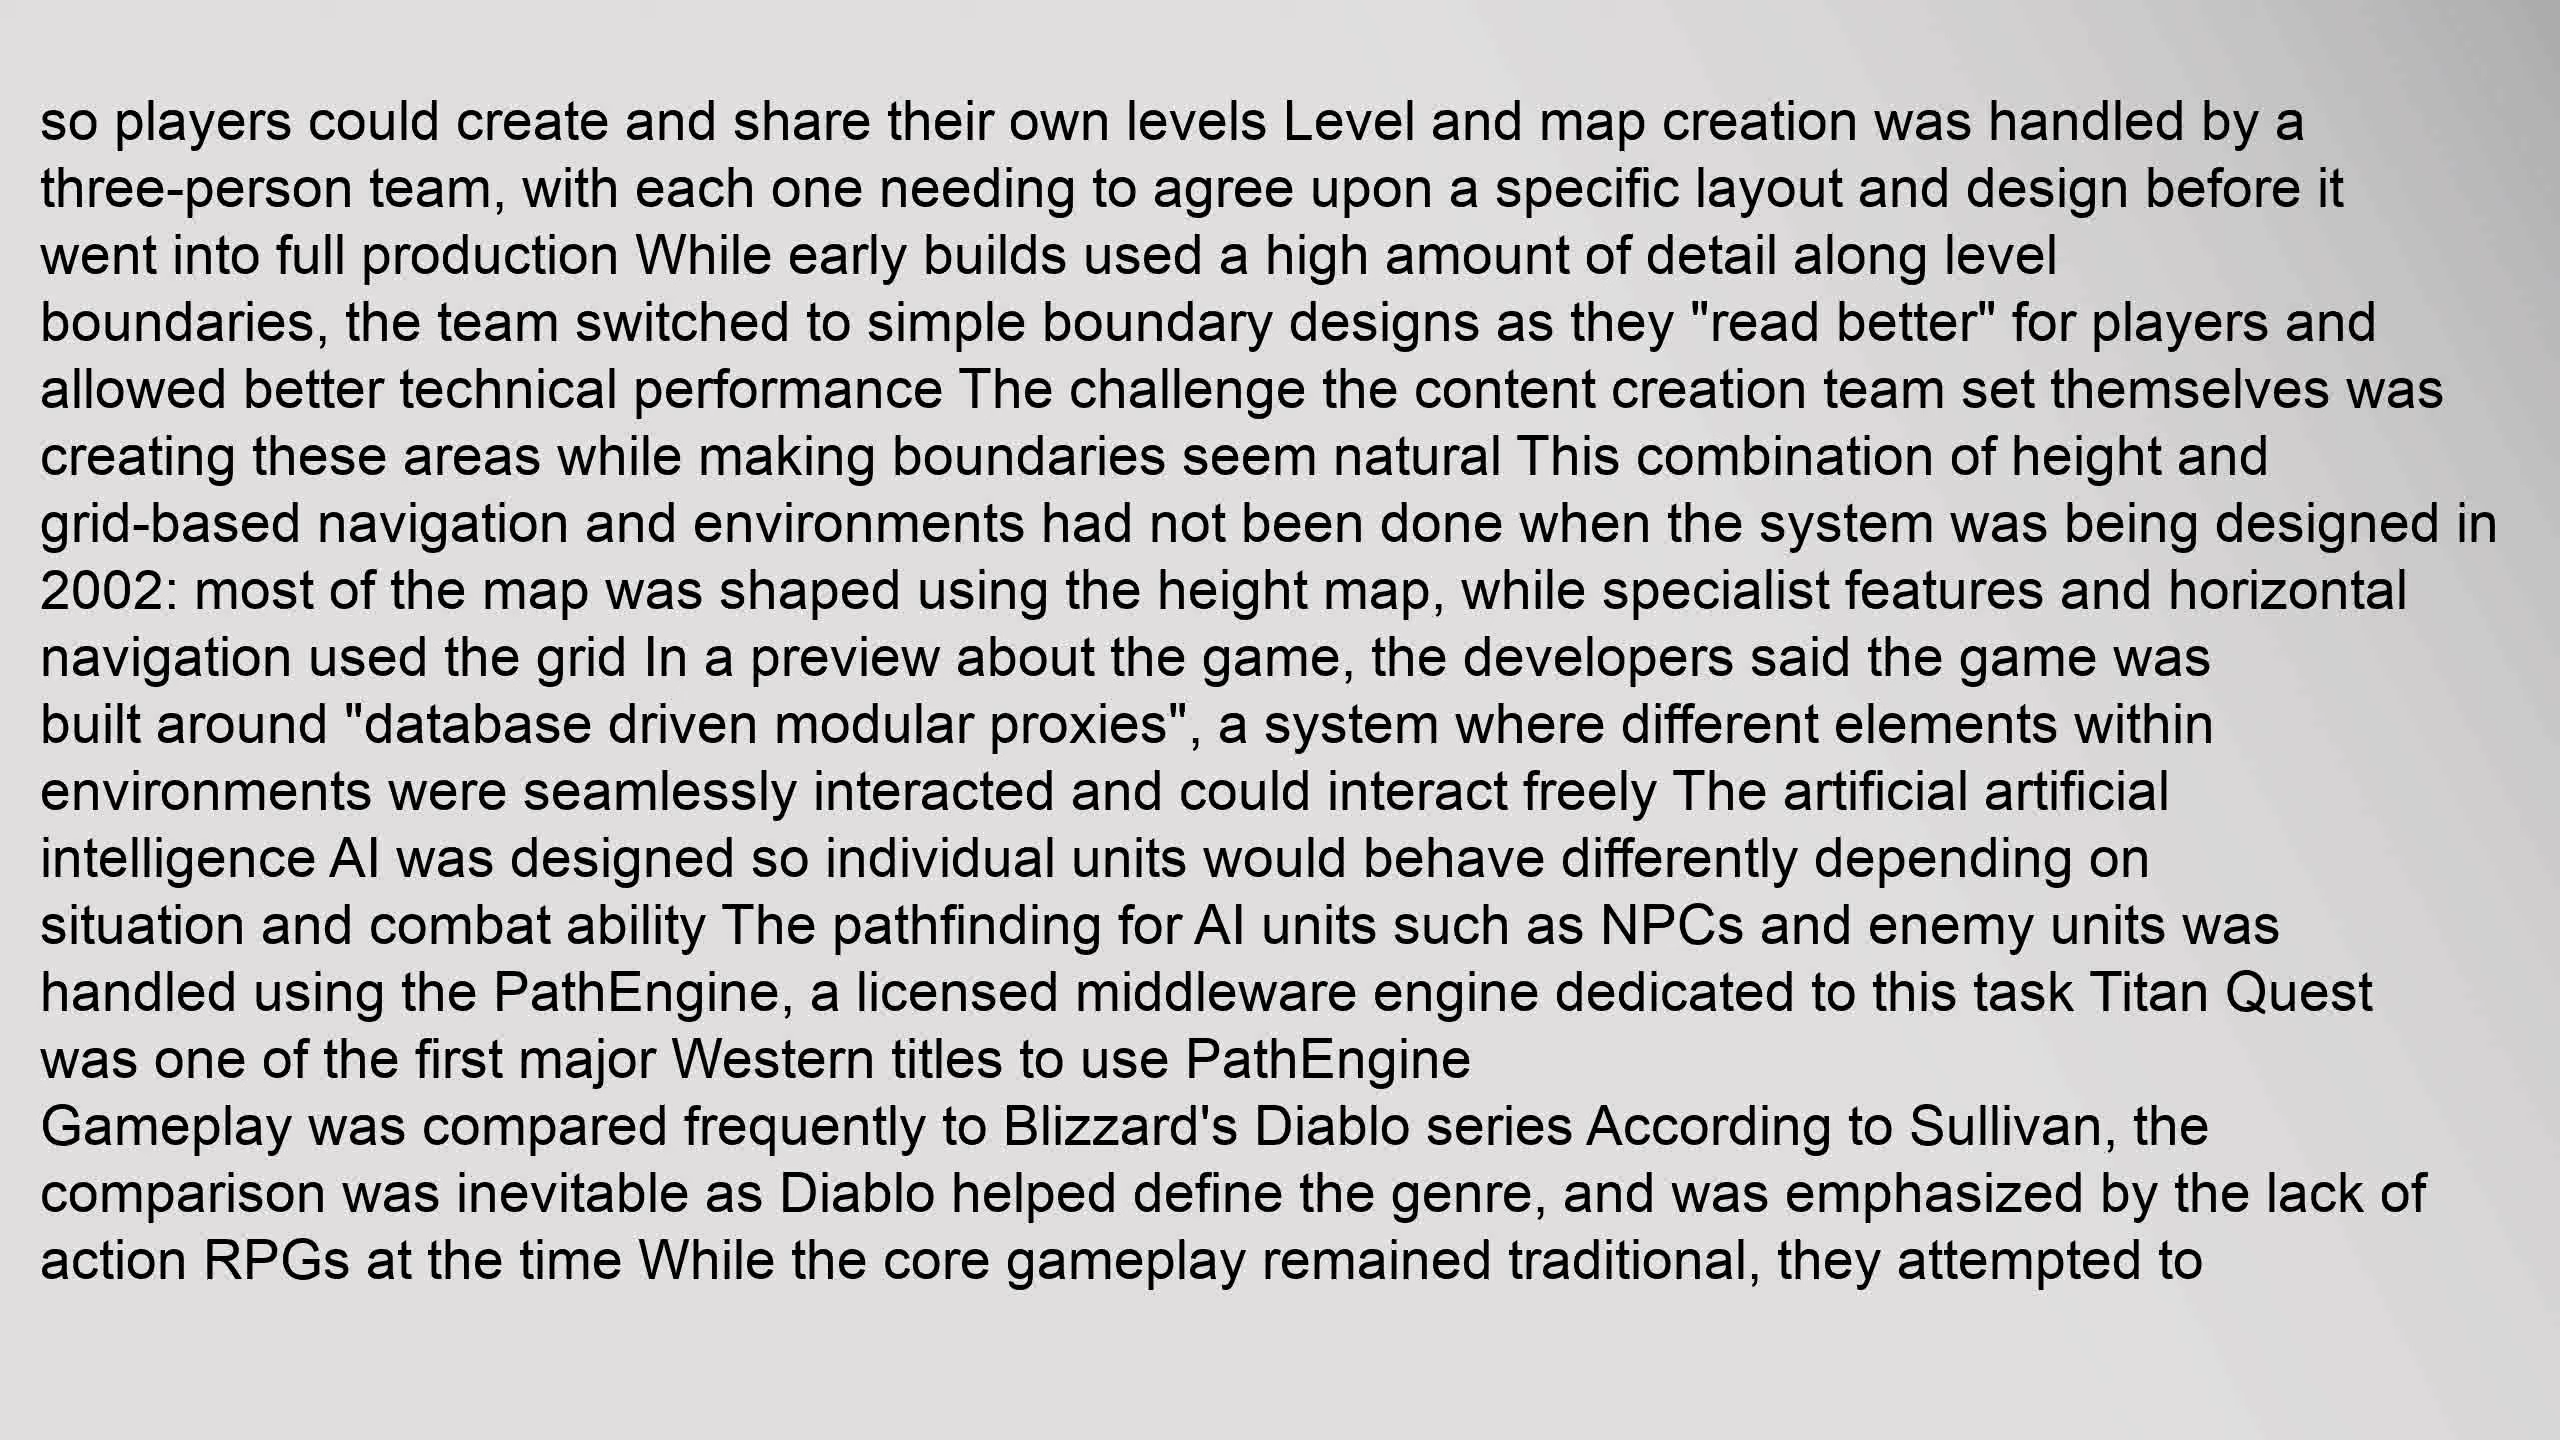 so players could create and share their own levels Level and map creation was handled by a
three-person team, with each one needing to agree upon a specific layout and design before it
went into full production While early builds used a high amount of detail along level
boundaries, the team switched to simple boundary designs as they "read better" for players and
allowed better technical performance The challenge the content creation team set themselves was
creating these areas while making boundaries seem natural This combination of height and
grid-based navigation and environments had not been done when the system was being designed in
2002: most of the map was shaped using the height map, while specialist features and horizontal
navigation used the grid In a preview about the game, the developers said the game was
built around "database driven modular proxies", a system where different elements within
environments were seamlessly interacted and could interact freely The artificial artificial
intelligence AI was designed so individual units would behave differently depending on
situation and combat ability The pathfinding for AI units such as NPCs and enemy units was
handled using the PathEngine, a licensed middleware engine dedicated to this task Titan Quest
was one of the first major Western titles to use PathEngine
Gameplay was compared frequently to Blizzard's Diablo series According to Sullivan, the
comparison was inevitable as Diablo helped define the genre, and was emphasized by the lack of
action RPGs at the time While the core gameplay remained traditional, they attempted to